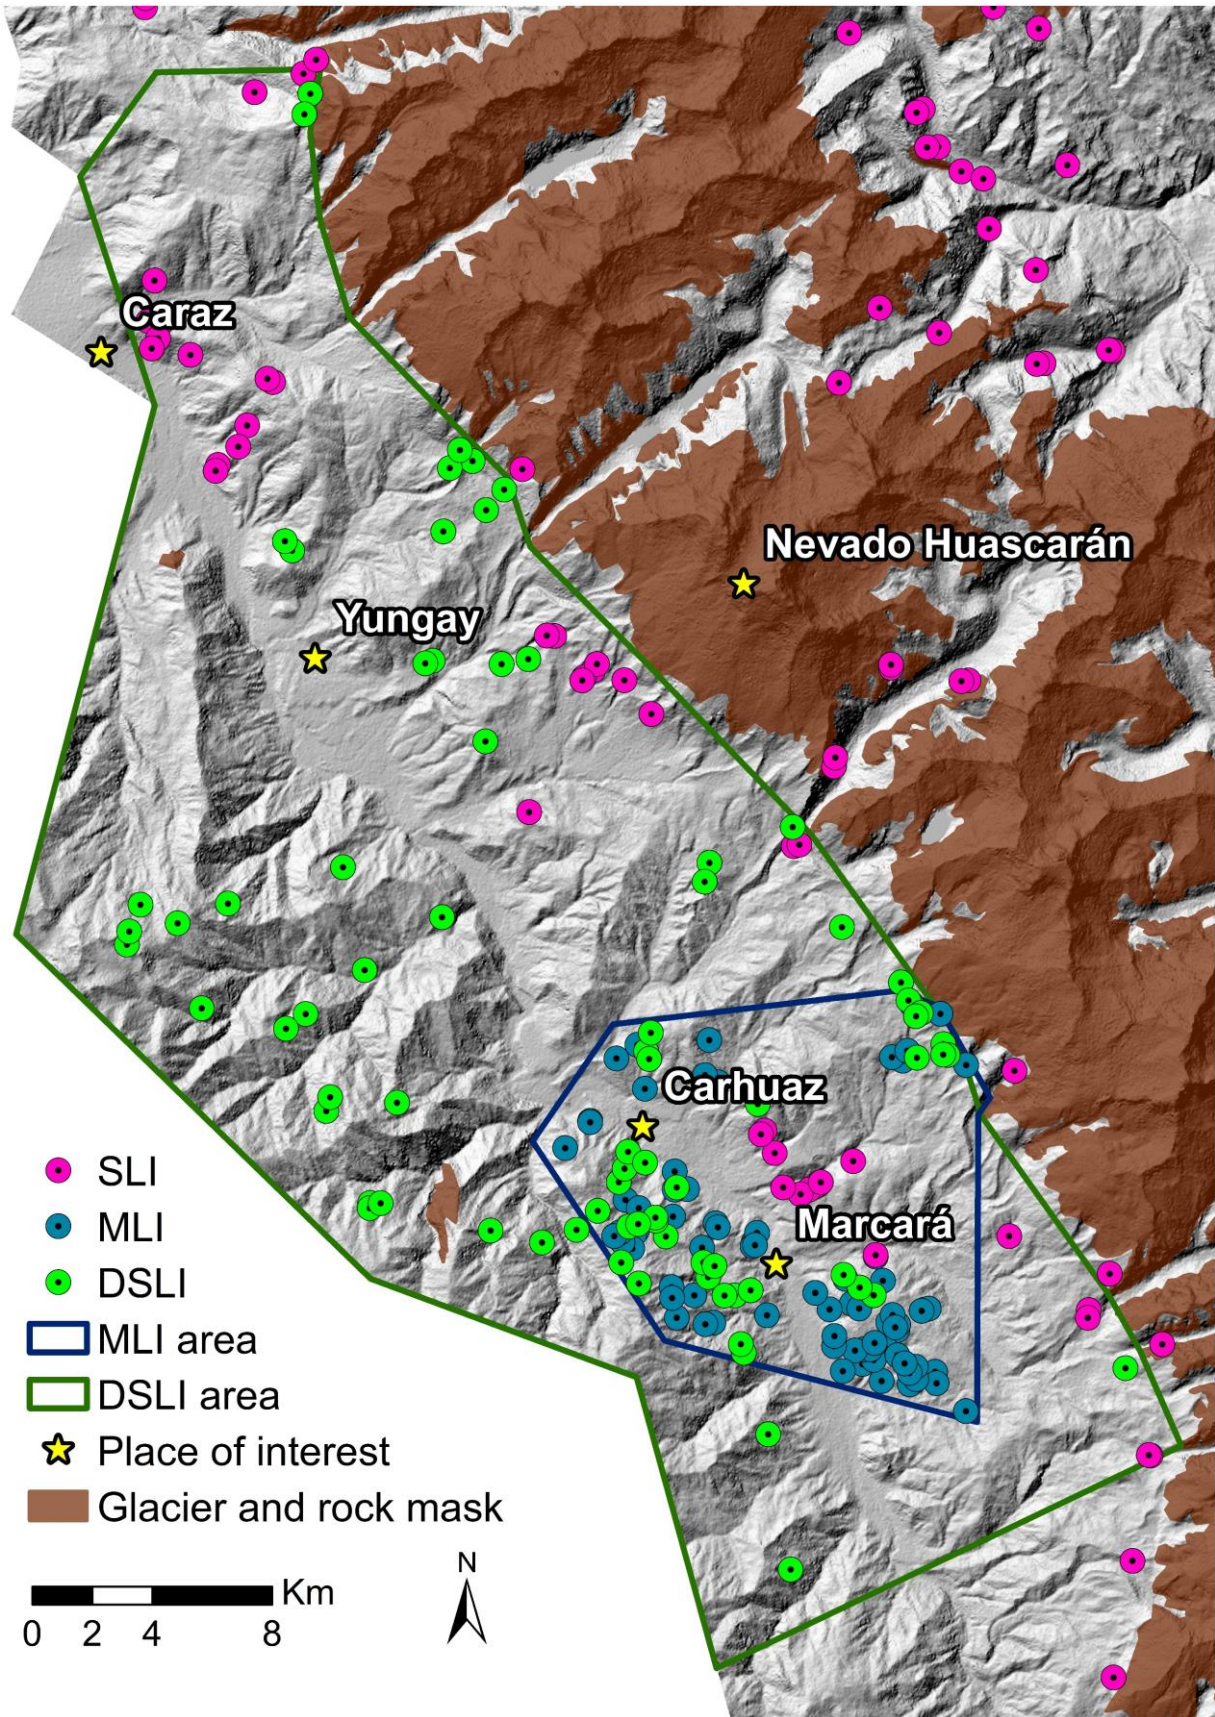 Caraz
Nevado Huascarán
Yungay
Carhuaz
Marcará
SLI
MLI
DSLI
MLI area
DSLI area
Place of interest
Glacier and rock mask
Km
0 2 4 8
N